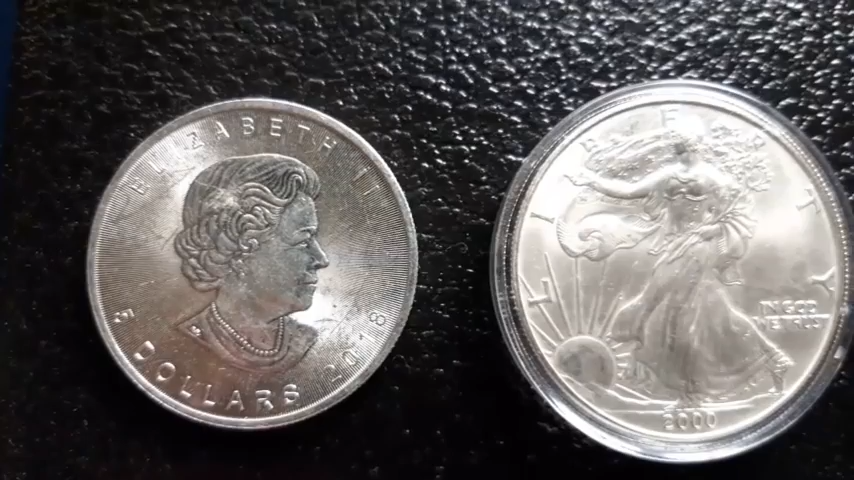 ELIZABETH II
5 DOLLARS 2018
LIBERTY
IN GOD
WE TRUST
2000